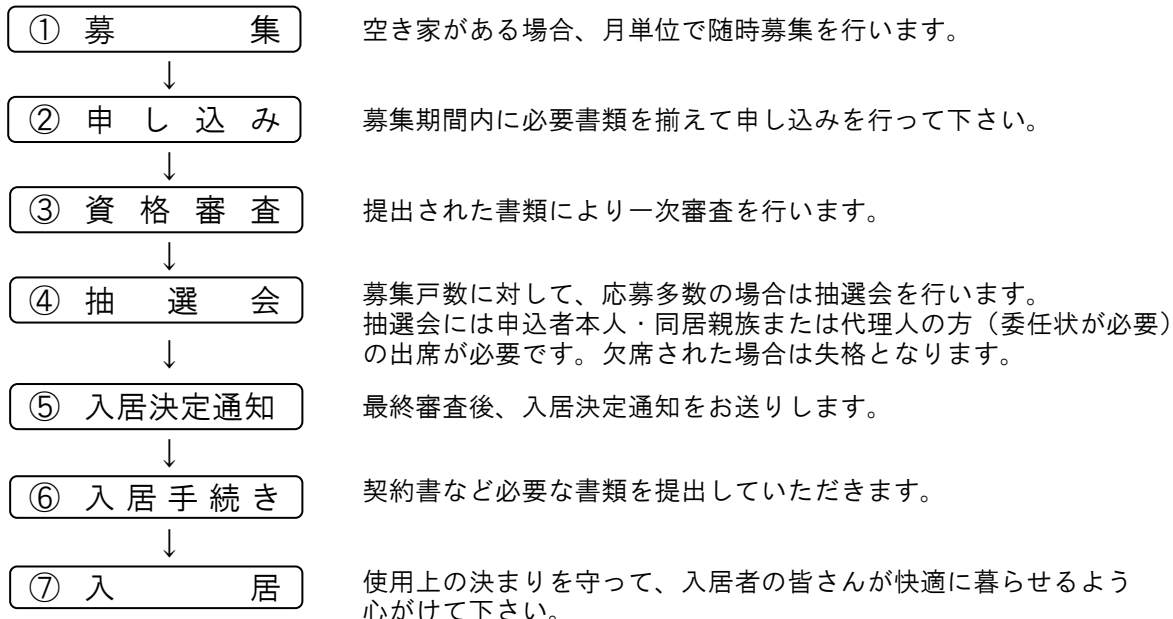 ① 募集 空き家がある場合、月単位で随時募集を行います。
↓
② 申し込み 募集期間内に必要書類を揃えて申し込みを行って下さい。
↓
③ 資格審査 提出された書類により一次審査を行います。
↓
④ 抽選会 募集戸数に対して、応募多数の場合は抽選会を行います。
抽選会には申込者本人・同居親族または代理人の方（委任状が必要）
の出席が必要です。欠席された場合は失格となります。
↓
⑤ 入居決定通知 最終審査後、入居決定通知をお送りします。
↓
⑥ 入居手続き 契約書など必要な書類を提出していただきます。
↓
⑦ 入居 使用上の決まりを守って、入居者の皆さんが快適に暮らせるよう
心がけて下さい。